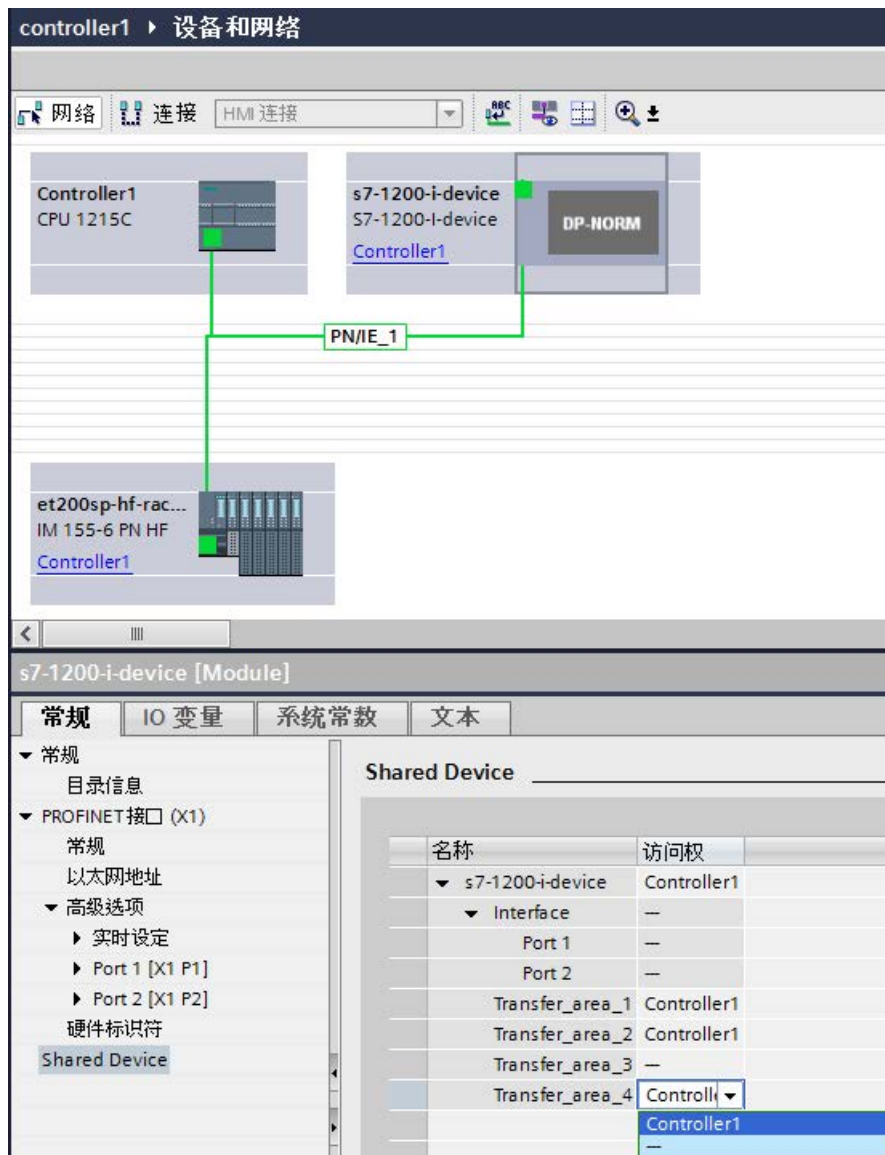 controller1 ▸ 设备和网络
网络 连接 HMI 连接
Controller1
CPU 1215C
s7-1200-i-device
S7-1200-I-device
Controller1
DP-NORM
PN/IE_1
et200sp-hf-rac...
IM 155-6 PN HF
Controller1
s7-1200-i-device [Module]
常规 IO 变量 系统常数 文本
常规
目录信息
PROFINET接口 (X1)
常规
以太网地址
高级选项
实时设定
Port 1 [X1 P1]
Port 2 [X1 P2]
硬件标识符
Shared Device
Shared Device
名称 访问权
s7-1200-i-device Controller1
Interface —
Port 1 —
Port 2 —
Transfer_area_1 Controller1
Transfer_area_2 Controller1
Transfer_area_3 —
Transfer_area_4 Controll
Controller1
—